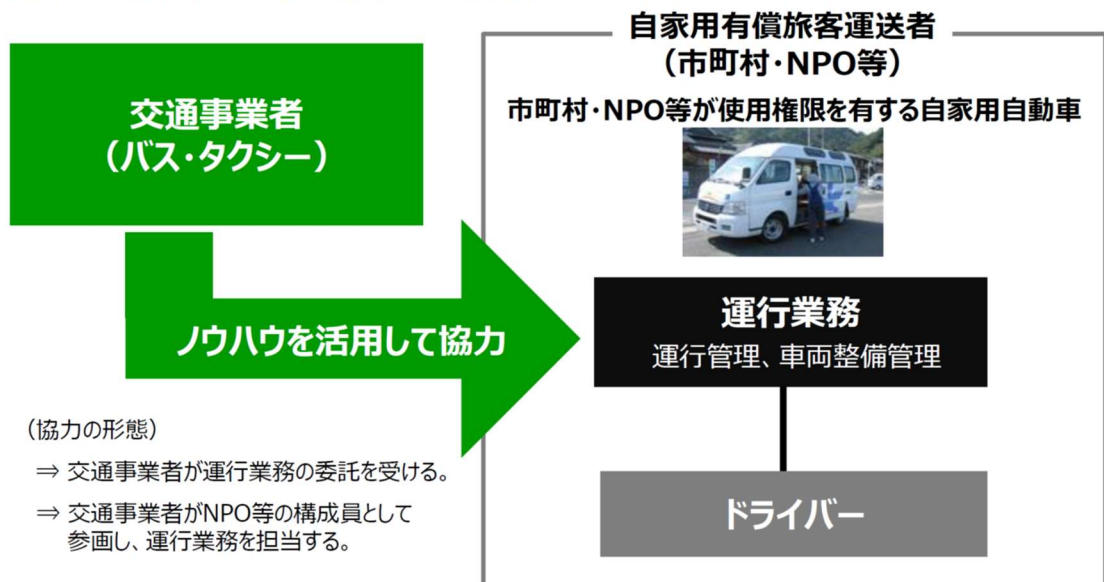 自家用有償旅客運送者
（市町村・NPO等）
交通事業者
（バス・タクシー）
市町村・NPO等が使用権限を有する自家用自動車
ノウハウを活用して協力
運行業務
運行管理、車両整備管理
（協力の形態）
⇒ 交通事業者が運行業務の委託を受ける。
⇒ 交通事業者がNPO等の構成員として
参画し、運行業務を担当する。
ドライバー